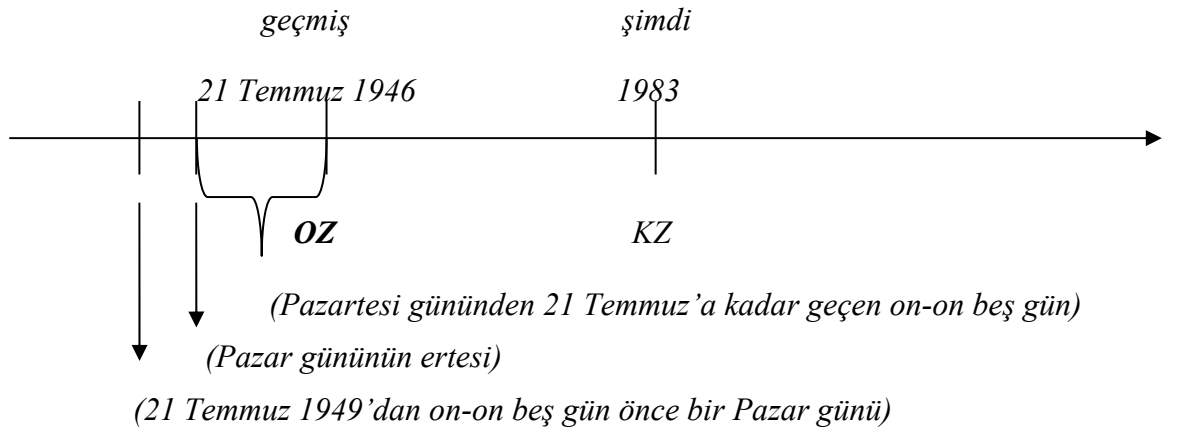 geçmiş şimdi
21 Temmuz 1946 1983
OZ KZ
(Pazartesi gününden 21 Temmuz’a kadar geçen on-on beş gün)
(Pazar gününün ertesi)
(21 Temmuz 1949’dan on-on beş gün önce bir Pazar günü)